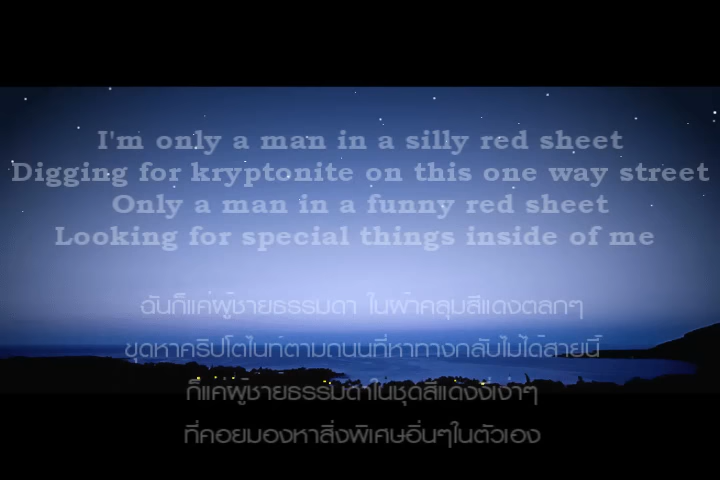 I'm only a man in a silly red sheet
Digging for kryptonite on this one way street
Only a man in a funny red sheet
Looking for special things inside of me
ฉันก็แค่ผู้ชายธรรมดา ในผ้าคลุมสีแดงตลกๆ
ขุดหาคริปโตไนท์ตามถนนที่หาทางกลับไม่ได้สายนี้
ก็แค่ผู้ชายธรรมดาในชุดสีแดงงี่เง่าๆ
ที่คอยมองหาสิ่งพิเศษอื่นๆในตัวเอง